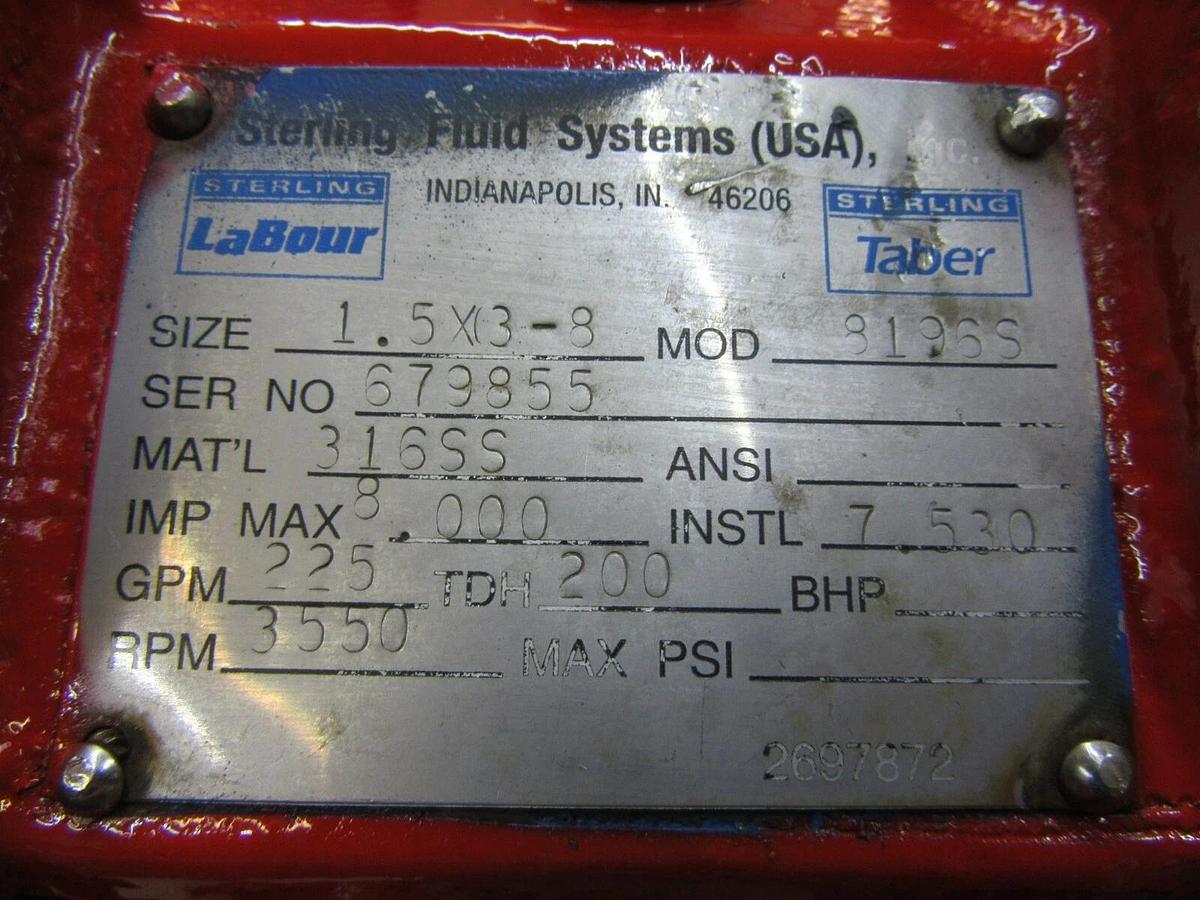 Sterling Fluid Systems (USA), INC.
INDIANAPOLIS, IN. 46206
STERLING
LaBour
STERLING
Taber
SIZE 1.5X3-8 MOD 8196S
SER NO 679855
MAT'L 316SS ANSI
IMP MAX 8.000 INSTL 7.530
GPM 225 TDH 200 BHP
RPM 3550 MAX PSI
2697872